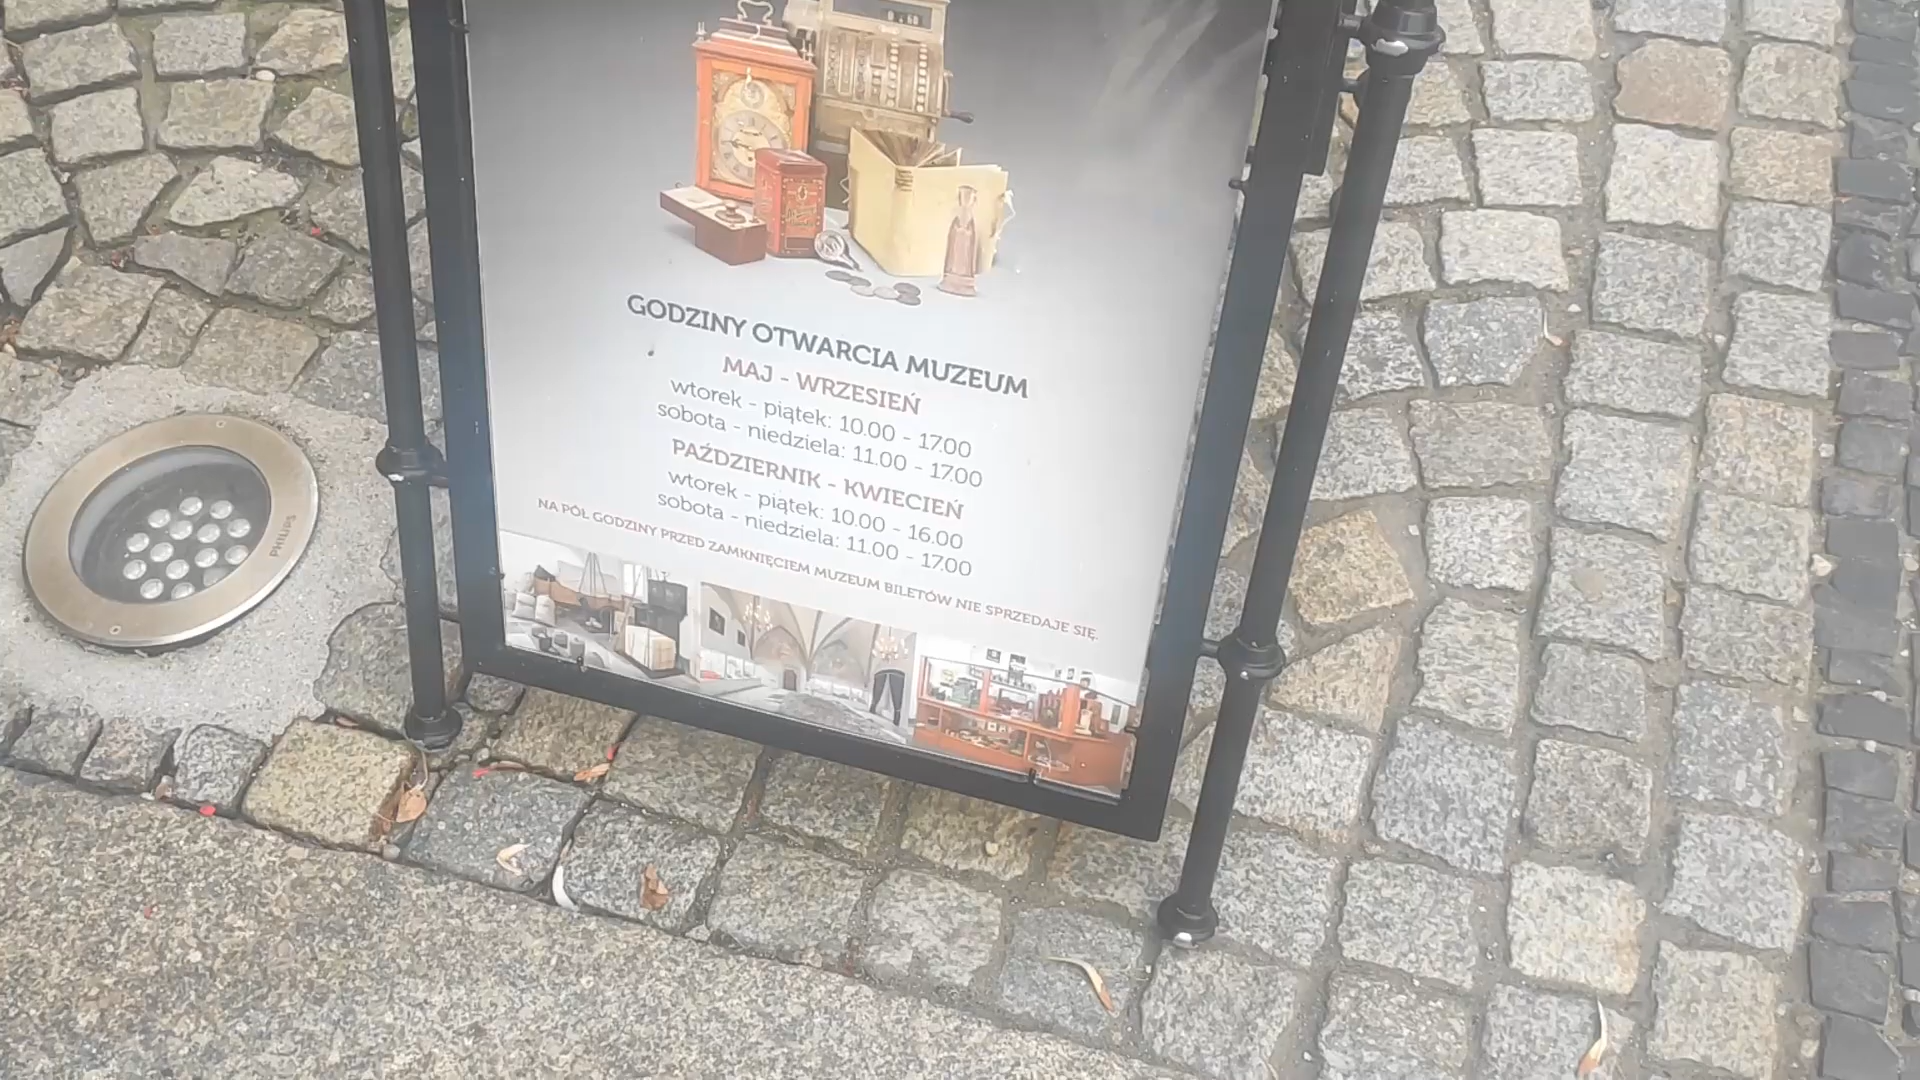 GODZINY OTWARCIA MUZEUM
MAJ - WRZESIEŃ
wtorek - piątek: 10.00 - 17.00
sobota - niedziela: 11.00 - 17.00
PAŹDZIERNIK - KWIECIEŃ
wtorek - piątek: 10.00 - 16.00
sobota - niedziela: 11.00 - 17.00
NA PÓŁ GODZINY PRZED ZAMKNIĘCIEM MUZEUM BILETÓW NIE SPRZEDAJE SIĘ.
PHILIPS